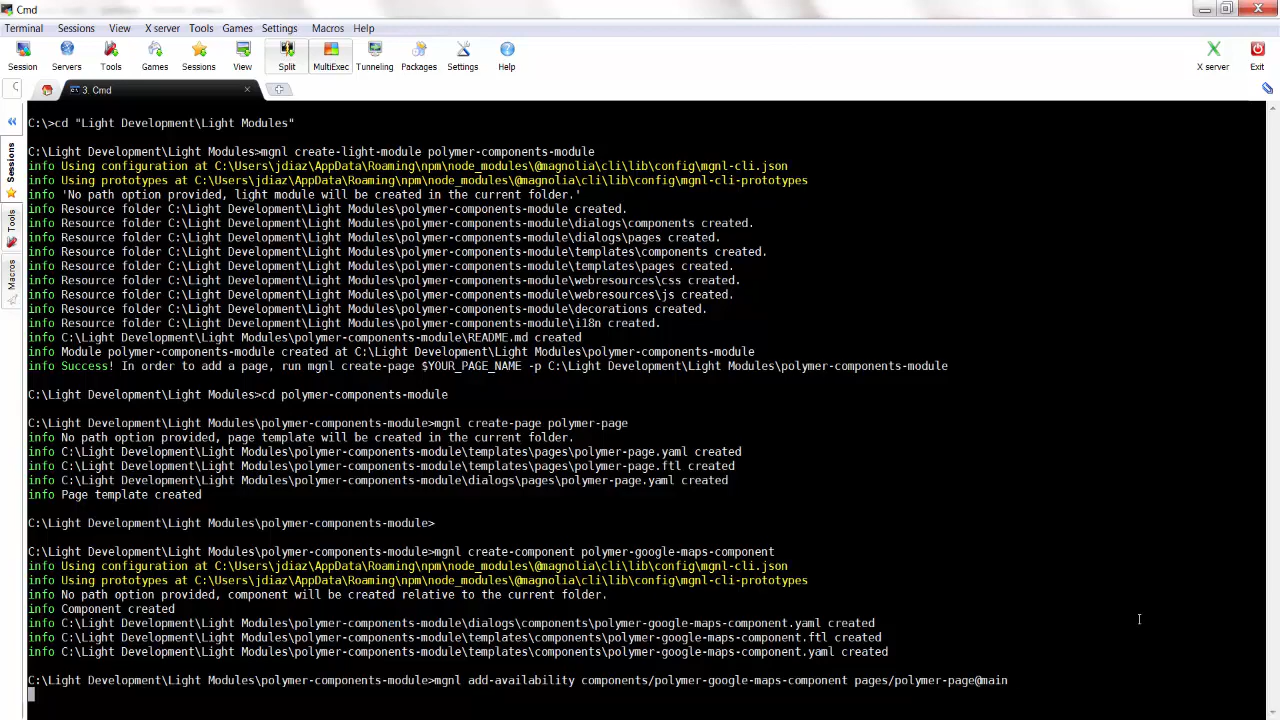 Cmd
Terminal Sessions View X server Tools Games Settings Macros Help
Session Servers Tools Games Sessions View Split MultiExec Tunneling Packages Settings Help X server Exit
3. Cmd
Sessions
Tools
Macros
C:\>cd "Light Development\Light Modules"
C:\Light Development\Light Modules>mgnl create-light-module polymer-components-module
info Using configuration at C:\Users\jdiaz\AppData\Roaming\npm\node_modules\@magnolia\cli\lib\config\mgnl-cli.json
info Using prototypes at C:\Users\jdiaz\AppData\Roaming\npm\node_modules\@magnolia\cli\lib\config\mgnl-cli-prototypes
info 'No path option provided, light module will be created in the current folder.'
info Resource folder C:\Light Development\Light Modules\polymer-components-module created.
info Resource folder C:\Light Development\Light Modules\polymer-components-module\dialogs\components created.
info Resource folder C:\Light Development\Light Modules\polymer-components-module\dialogs\pages created.
info Resource folder C:\Light Development\Light Modules\polymer-components-module\templates\components created.
info Resource folder C:\Light Development\Light Modules\polymer-components-module\templates\pages created.
info Resource folder C:\Light Development\Light Modules\polymer-components-module\webresources\css created.
info Resource folder C:\Light Development\Light Modules\polymer-components-module\webresources\js created.
info Resource folder C:\Light Development\Light Modules\polymer-components-module\decorations created.
info Resource folder C:\Light Development\Light Modules\polymer-components-module\i18n created.
info C:\Light Development\Light Modules\polymer-components-module\README.md created
info Module polymer-components-module created at C:\Light Development\Light Modules\polymer-components-module
info Success! In order to add a page, run mgnl create-page $YOUR_PAGE_NAME -p C:\Light Development\Light Modules\polymer-components-module
C:\Light Development\Light Modules>cd polymer-components-module
C:\Light Development\Light Modules\polymer-components-module>mgnl create-page polymer-page
info No path option provided, page template will be created in the current folder.
info C:\Light Development\Light Modules\polymer-components-module\templates\pages\polymer-page.yaml created
info C:\Light Development\Light Modules\polymer-components-module\templates\pages\polymer-page.ftl created
info C:\Light Development\Light Modules\polymer-components-module\dialogs\pages\polymer-page.yaml created
info Page template created
C:\Light Development\Light Modules\polymer-components-module>
C:\Light Development\Light Modules\polymer-components-module>mgnl create-component polymer-google-maps-component
info Using configuration at C:\Users\jdiaz\AppData\Roaming\npm\node_modules\@magnolia\cli\lib\config\mgnl-cli.json
info Using prototypes at C:\Users\jdiaz\AppData\Roaming\npm\node_modules\@magnolia\cli\lib\config\mgnl-cli-prototypes
info No path option provided, component will be created relative to the current folder.
info Component created
info C:\Light Development\Light Modules\polymer-components-module\dialogs\components\polymer-google-maps-component.yaml created
info C:\Light Development\Light Modules\polymer-components-module\templates\components\polymer-google-maps-component.ftl created
info C:\Light Development\Light Modules\polymer-components-module\templates\components\polymer-google-maps-component.yaml created
C:\Light Development\Light Modules\polymer-components-module>mgnl add-availability components/polymer-google-maps-component pages/polymer-page@main